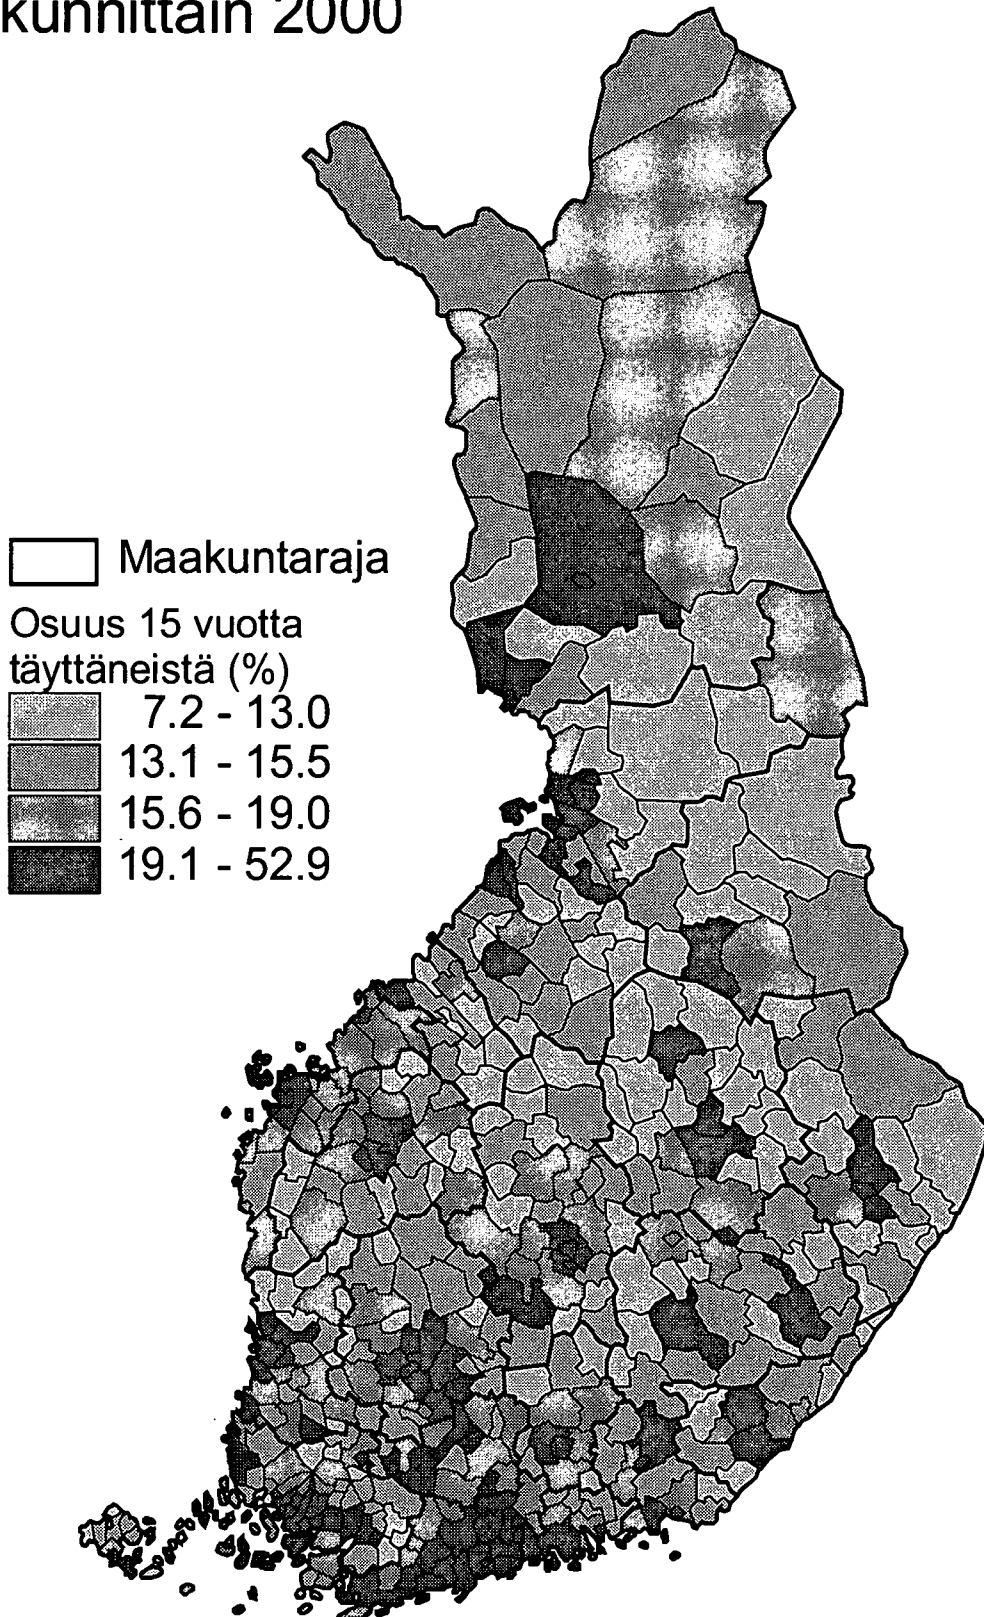 kunnittain 2000
Maakuntaraja
Osuus 15 vuotta
täyttäneistä (%)
7.2 - 13.0
13.1 - 15.5
15.6 - 19.0
19.1 - 52.9